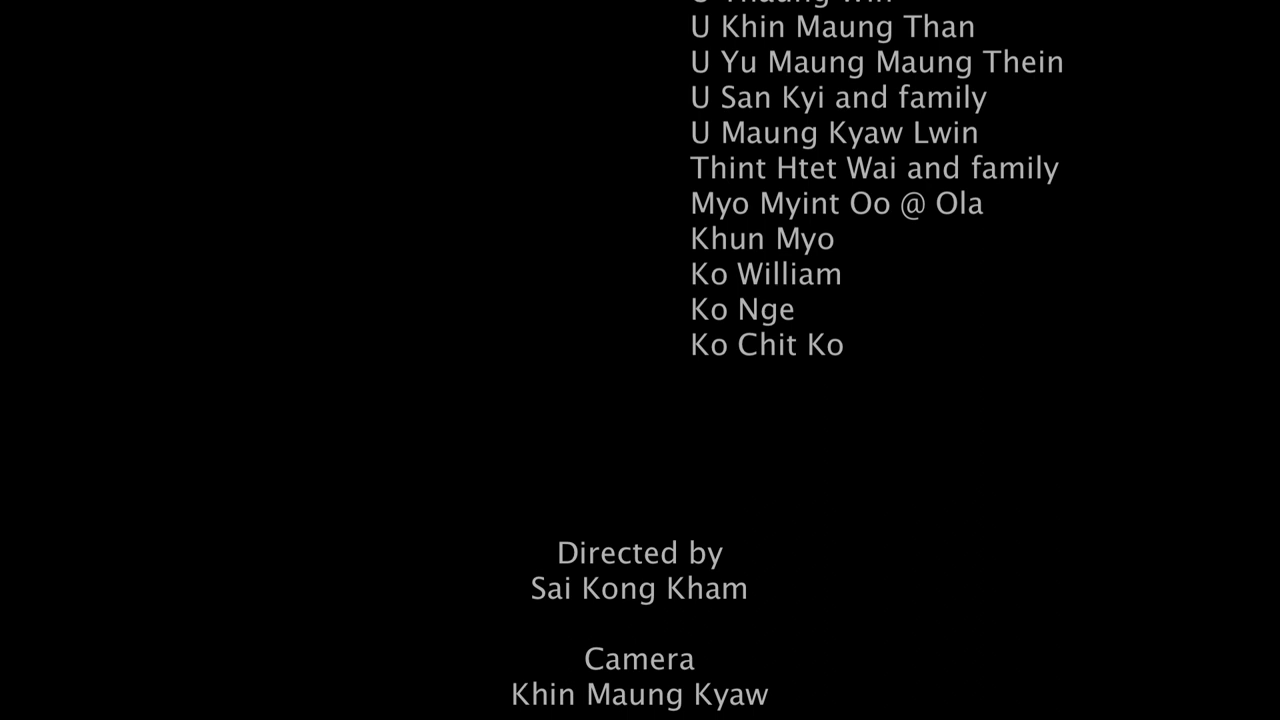 U Khin Maung Than
U Yu Maung Maung Thein
U San Kyi and family
U Maung Kyaw Lwin
Thint Htet Wai and family
Myo Myint Oo @ Ola
Khun Myo
Ko William
Ko Nge
Ko Chit Ko
Directed by
Sai Kong Kham
Camera
Khin Maung Kyaw